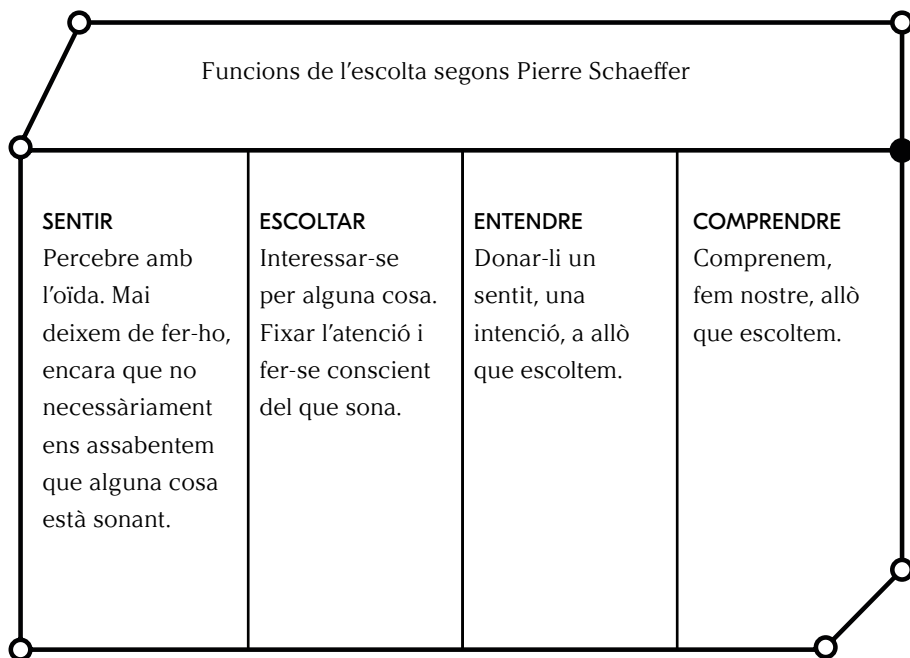 Funcions de l’escolta segons Pierre Schaeffer
SENTIR
Percebre amb
l’oïda. Mai
deixem de fer-ho,
encara que no
necessàriament
ens assabentem
que alguna cosa
està sonant.
ESCOLTAR
Interessar-se
per alguna cosa.
Fixar l’atenció i
fer-se conscient
del que sona.
ENTENDRE
Donar-li un
sentit, una
intenció, a allò
que escoltem.
COMPRENDRE
Comprenem,
fem nostre, allò
que escoltem.